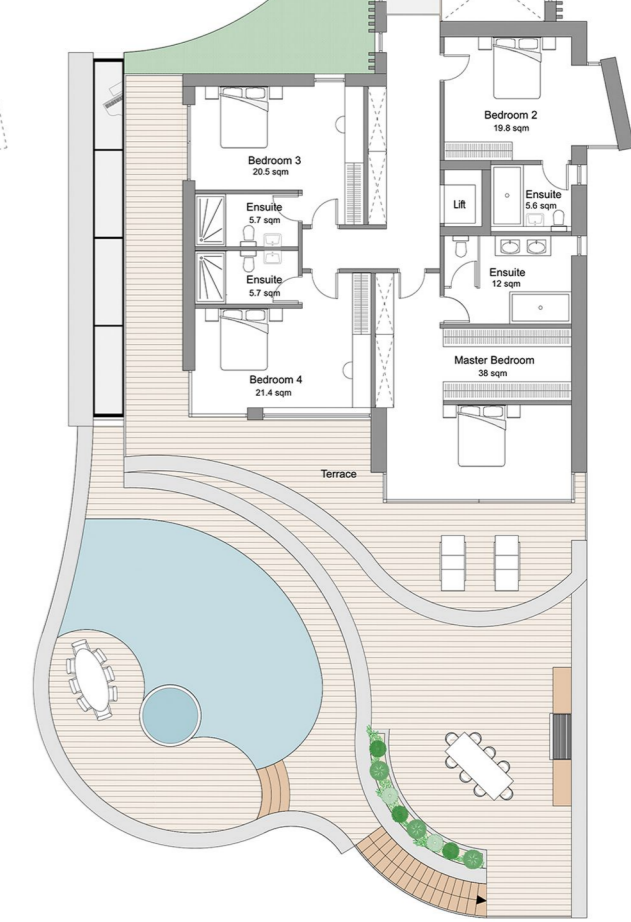 Bedroom 2
19.8 sqm
Bedroom 3
20.5 sqm
Ensuite
5.7 sqm
Lift
Ensuite
5.6 sqm
Ensuite
5.7 sqm
Ensuite
12 sqm
Bedroom 4
21.4 sqm
Master Bedroom
38 sqm
Terrace